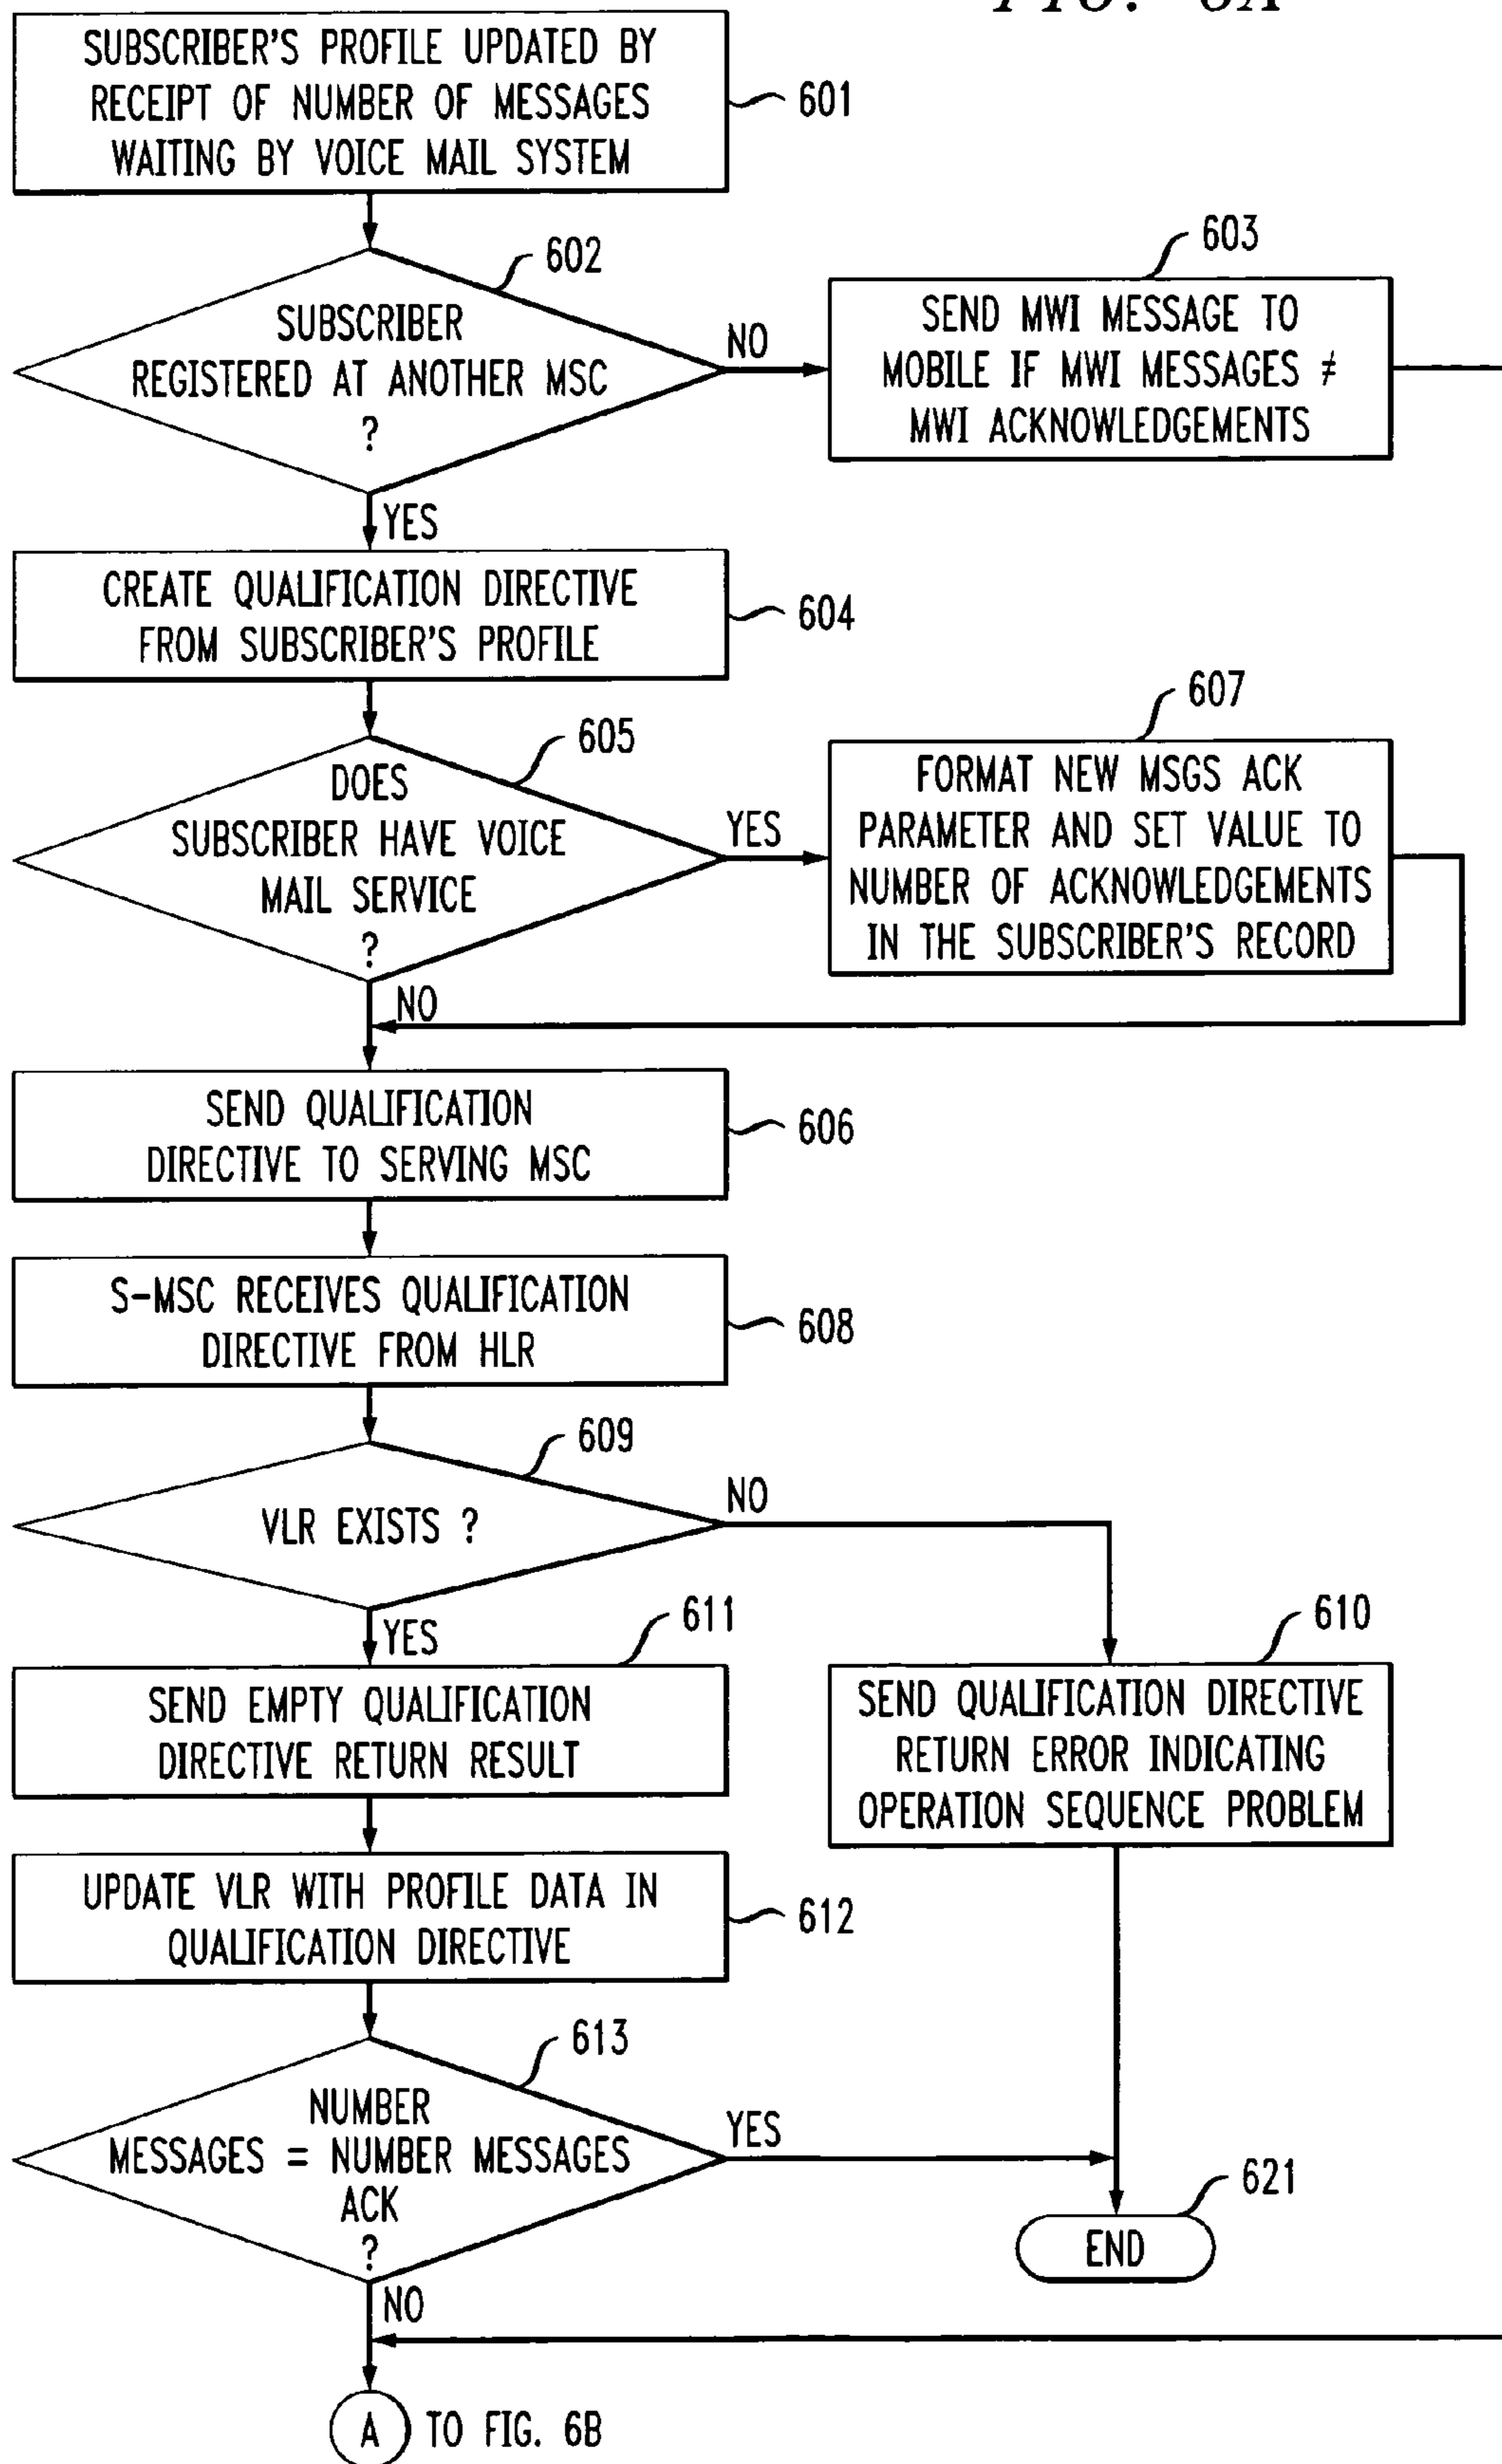 SUBSCRIBER'S PROFILE UPDATED BY
RECEIPT OF NUMBER OF MESSAGES
WAITING BY VOICE MAIL SYSTEM
601
602
SUBSCRIBER
REGISTERED AT ANOTHER MSC
?
NO
603
SEND MWI MESSAGE TO
MOBILE IF MWI MESSAGES ≠
MWI ACKNOWLEDGEMENTS
YES
CREATE QUALIFICATION DIRECTIVE
FROM SUBSCRIBER'S PROFILE
604
605
DOES
SUBSCRIBER HAVE VOICE
MAIL SERVICE
?
YES
607
FORMAT NEW MSGS ACK
PARAMETER AND SET VALUE TO
NUMBER OF ACKNOWLEDGEMENTS
IN THE SUBSCRIBER'S RECORD
NO
SEND QUALIFICATION
DIRECTIVE TO SERVING MSC
606
S-MSC RECEIVES QUALIFICATION
DIRECTIVE FROM HLR
608
609
VLR EXISTS ?
NO
YES
611
SEND EMPTY QUALIFICATION
DIRECTIVE RETURN RESULT
610
SEND QUALIFICATION DIRECTIVE
RETURN ERROR INDICATING
OPERATION SEQUENCE PROBLEM
UPDATE VLR WITH PROFILE DATA IN
QUALIFICATION DIRECTIVE
612
613
NUMBER
MESSAGES = NUMBER MESSAGES
ACK
?
YES
621
END
NO
A TO FIG. 6B